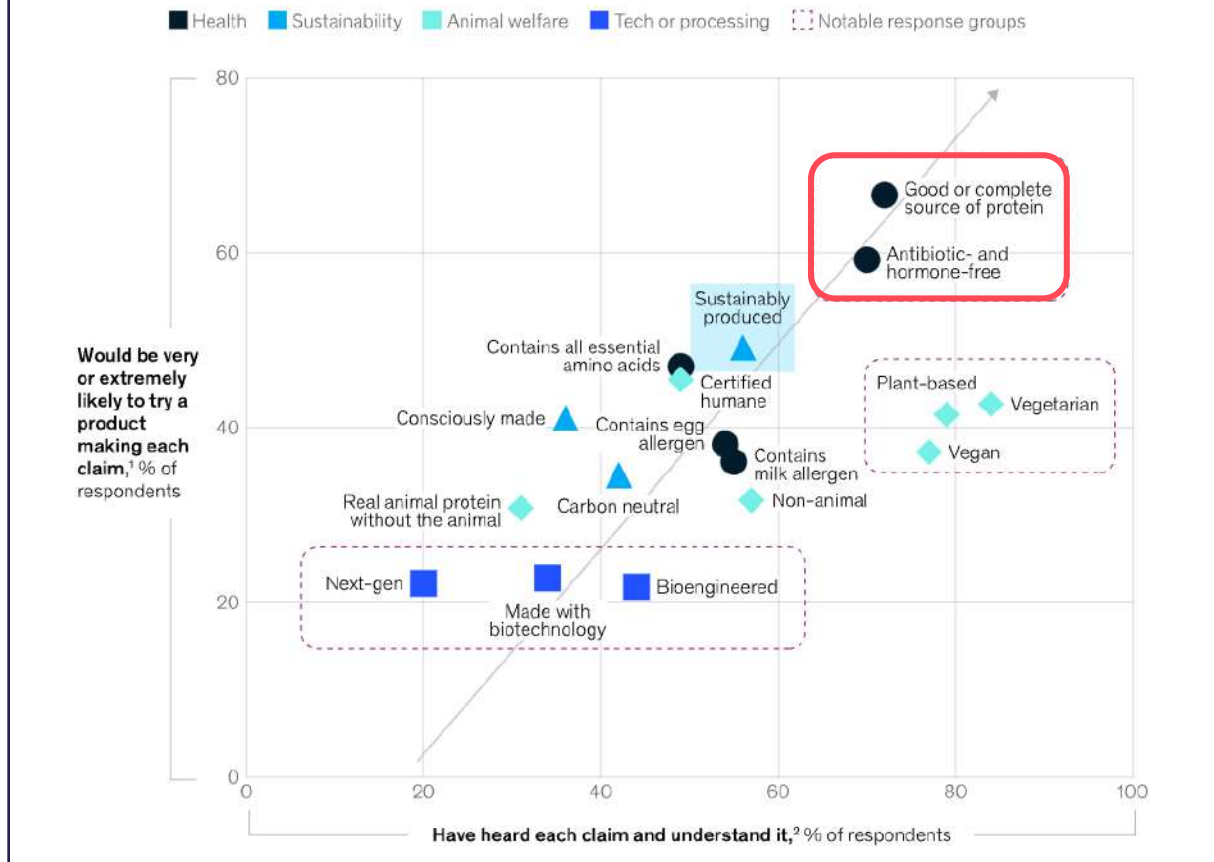 Health Sustainability Animal welfare Tech or processing Notable response groups
80
60
40
20
0
Would be very
or extremely
likely to try a
product
making each
claim,¹ % of
respondents
Good or complete
source of protein
Antibiotic- and
hormone-free
Sustainably
produced
Contains all essential
amino acids
Certified
humane
Plant-based
Vegetarian
Consciously made
Contains egg
allergen
Vegan
Contains
milk allergen
Real animal protein
without the animal
Carbon neutral
Non-animal
Next-gen
Made with
biotechnology
Bioengineered
0 20 40 60 80 100
Have heard each claim and understand it,² % of respondents